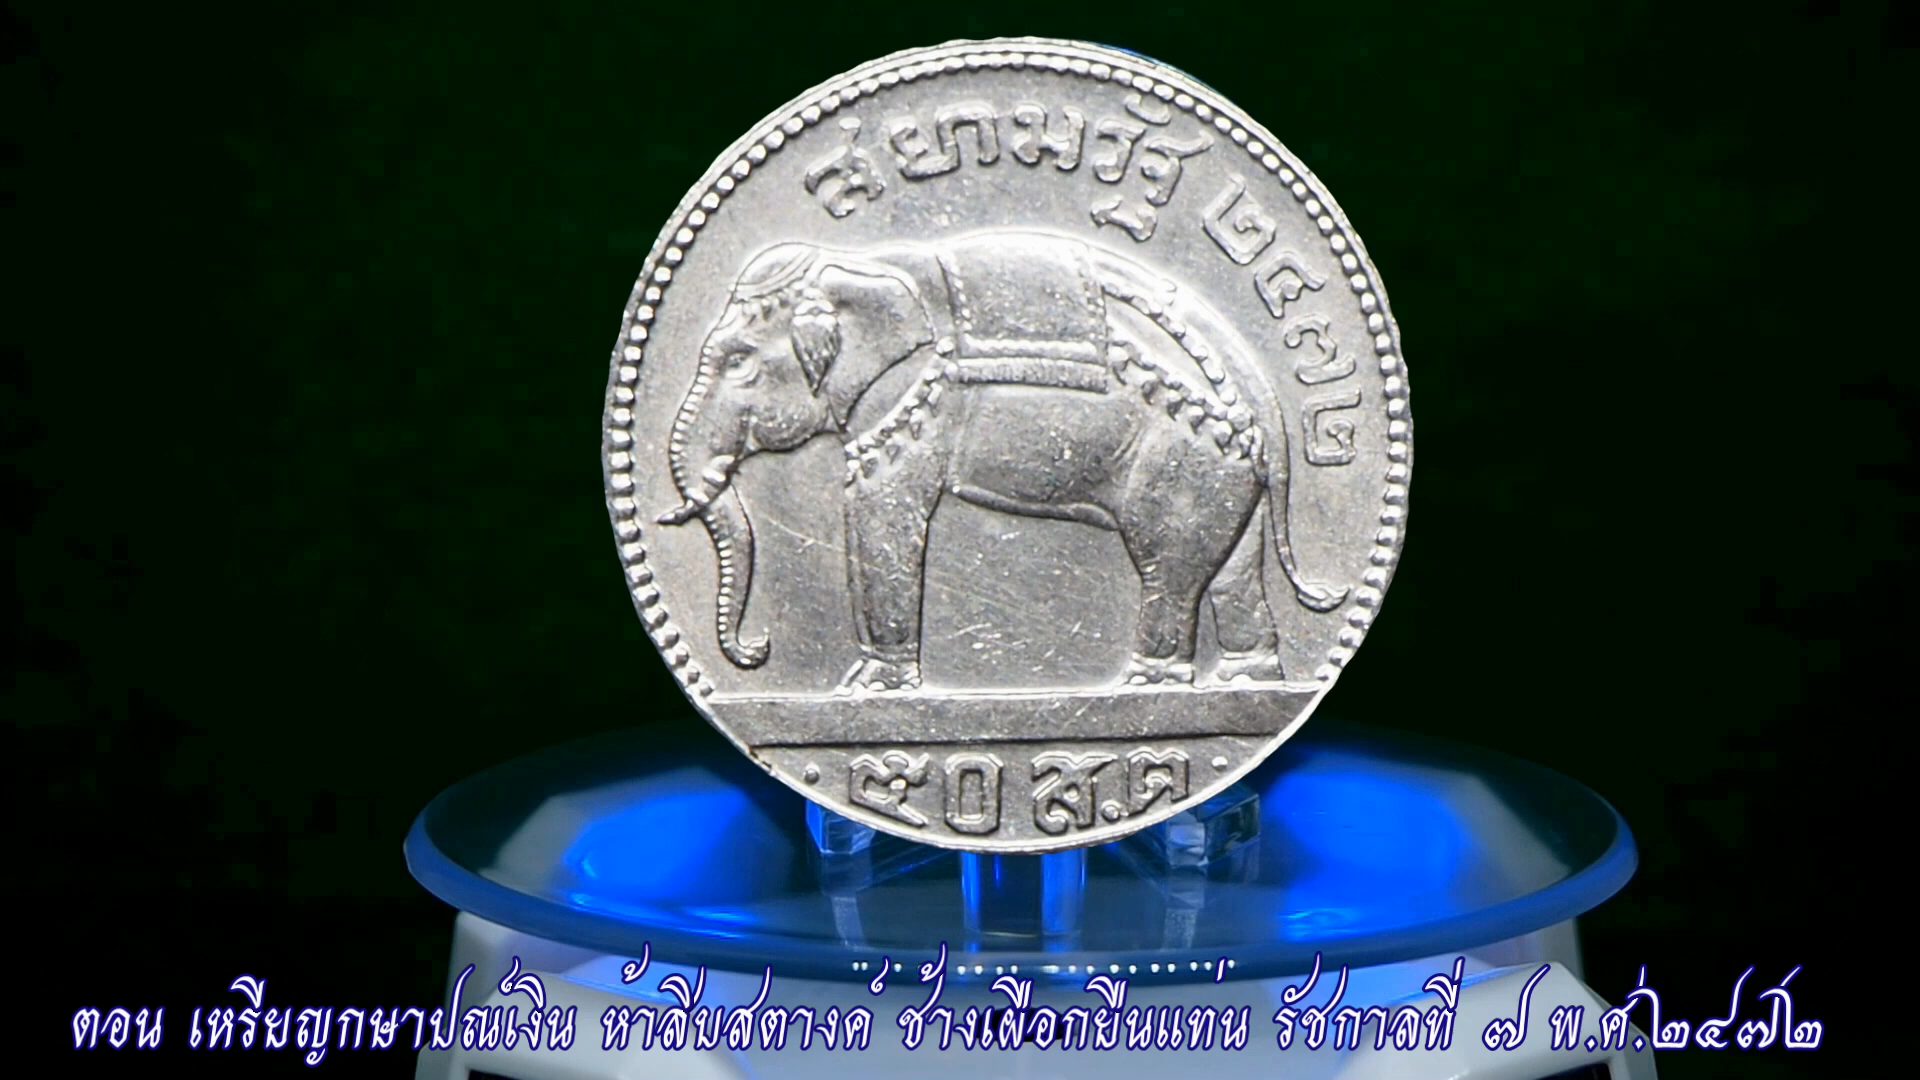 สยามรัฐ ๒๔๗๒
๕๐ ส.ต
ตอน เหรียญกษาปณ์เงิน ห้าสิบสตางค์ ช้างเผือกยืนแท่น รัชกาลที่ ๗ พ.ศ.๒๔๗๒